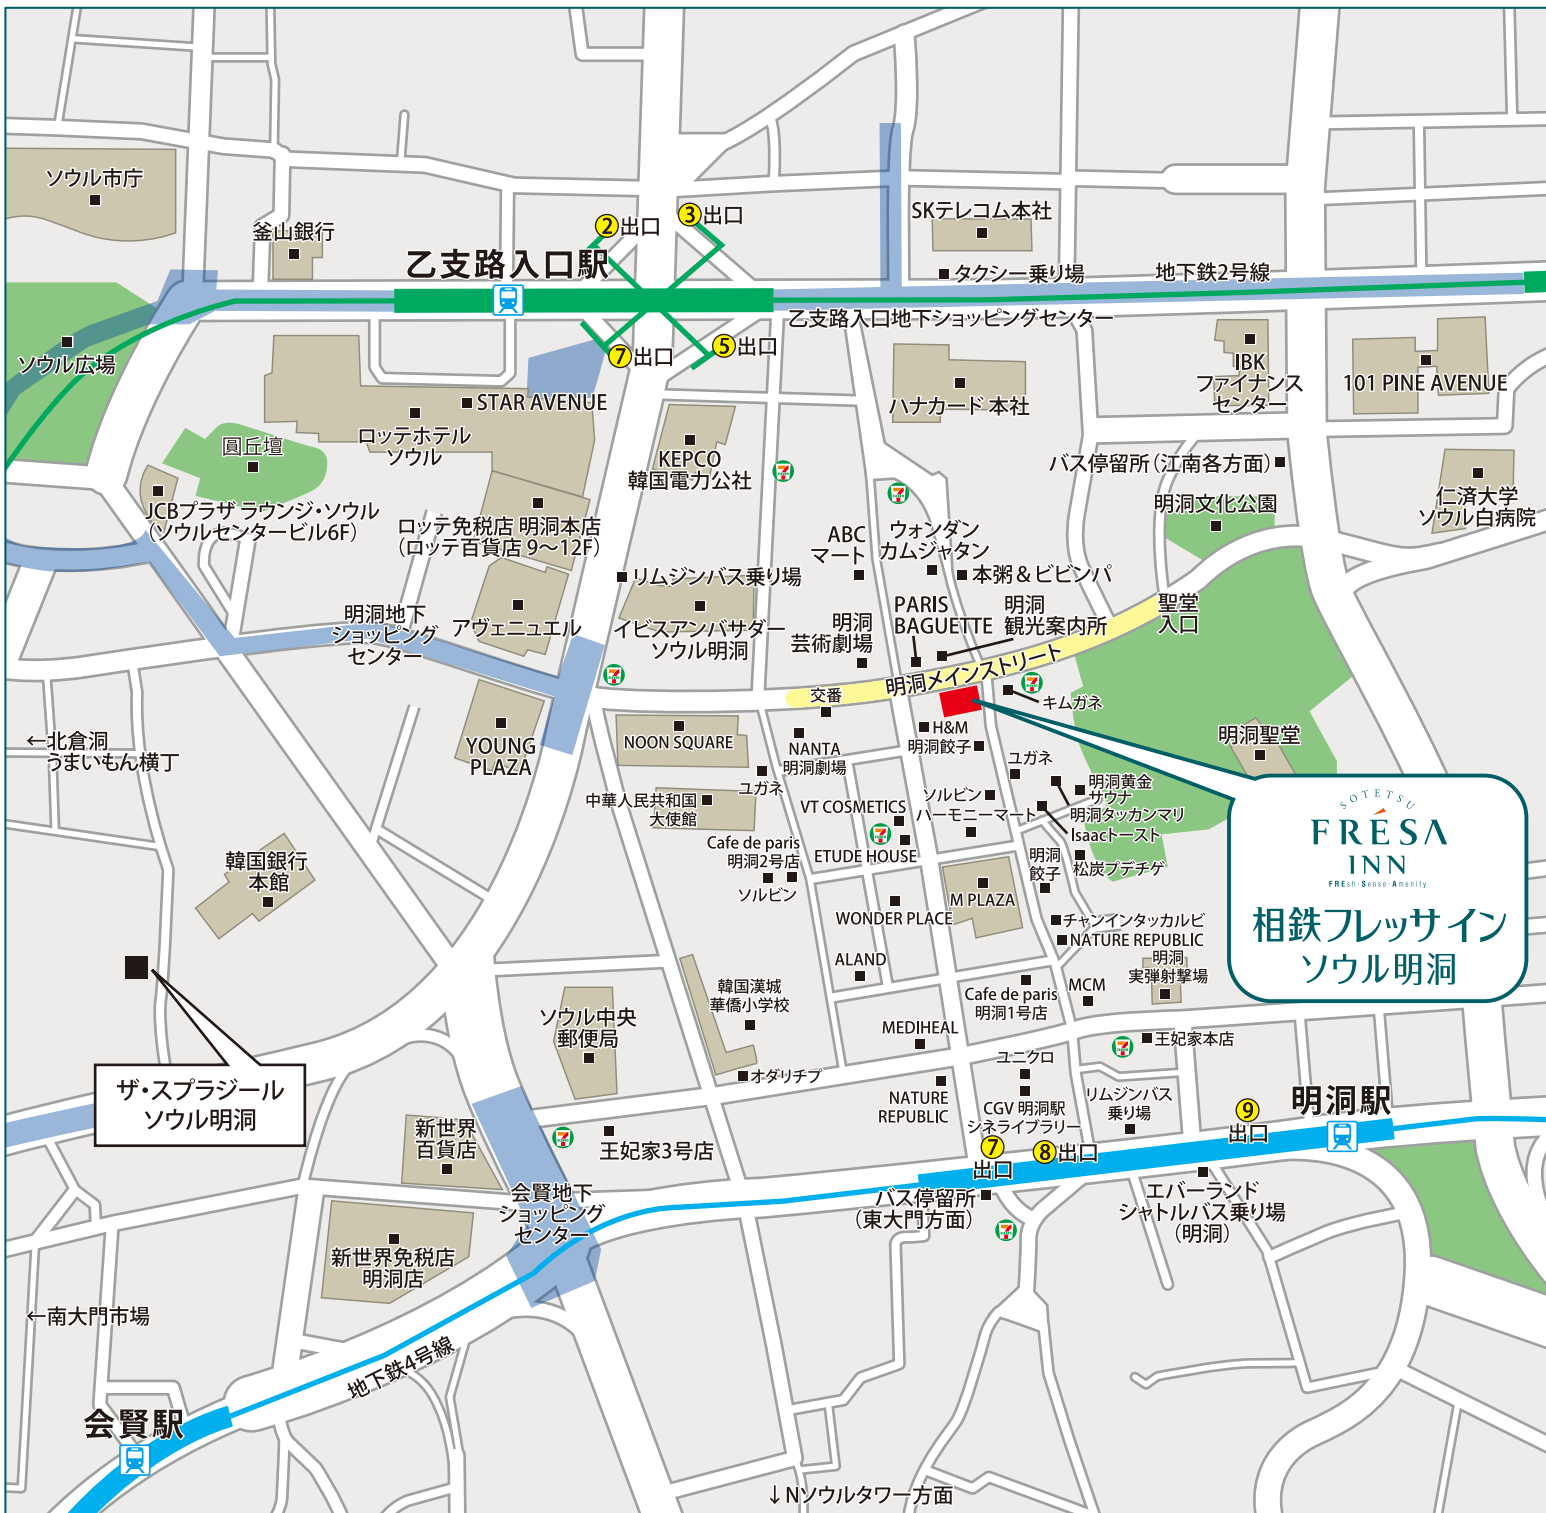 ソウル市庁
釜山銀行
②出口
③出口
乙支路入口駅
SKテレコム本社
タクシー乗り場
地下鉄2号線
乙支路入口地下ショッピングセンター
ソウル広場
⑦出口
⑤出口
STAR AVENUE
ロッテホテル
ソウル
圓丘壇
KEPCO
韓国電力公社
ハナカード 本社
IBK
ファイナンス
センター
101 PINE AVENUE
バス停留所(江南各方面)
明洞文化公園
仁済大学
ソウル白病院
JCBプラザ ラウンジ・ソウル
(ソウルセンタービル6F)
ロッテ免税店 明洞本店
(ロッテ百貨店 9〜12F)
ABC
マート
ウォンダン
カムジャタン
本粥&ビビンパ
リムジンバス乗り場
明洞地下
ショッピング
センター
アヴェニュエル
イビスアンバサダー
ソウル明洞
明洞
芸術劇場
PARIS
BAGUETTE
明洞
観光案内所
聖堂
入口
明洞メインストリート
交番
キムガネ
YOUNG
PLAZA
NOON SQUARE
NANTA
明洞劇場
H&M
明洞餃子
明洞聖堂
←北倉洞
うまいもん横丁
ユガネ
ユガネ
中華人民共和国
大使館
VT COSMETICS
ソルビン
ハーモニーマート
明洞黄金
サウナ
明洞タッカンマリ
Isaacトースト
松炭プデチゲ
ETUDE HOUSE
Cafe de paris
明洞2号店
ソルビン
明洞
餃子
SOTETSU
FRESA
INN
FREsh·Sense·Amenity
相鉄フレッサイン
ソウル明洞
韓国銀行
本館
WONDER PLACE
M PLAZA
チャンインタッカルビ
NATURE REPUBLIC
明洞
実弾射撃場
ALAND
韓国漢城
華僑小学校
Cafe de paris
明洞1号店
MCM
ソウル中央
郵便局
MEDIHEAL
王妃家本店
ユニクロ
ザ・スプラジール
ソウル明洞
オダリチプ
NATURE
REPUBLIC
CGV 明洞駅
シネライブラリー
リムジンバス
乗り場
明洞駅
⑨
出口
⑧出口
⑦
出口
新世界
百貨店
王妃家3号店
会賢地下
ショッピング
センター
バス停留所
(東大門方面)
エバーランド
シャトルバス乗り場
(明洞)
新世界免税店
明洞店
←南大門市場
地下鉄4号線
会賢駅
↓Nソウルタワー方面